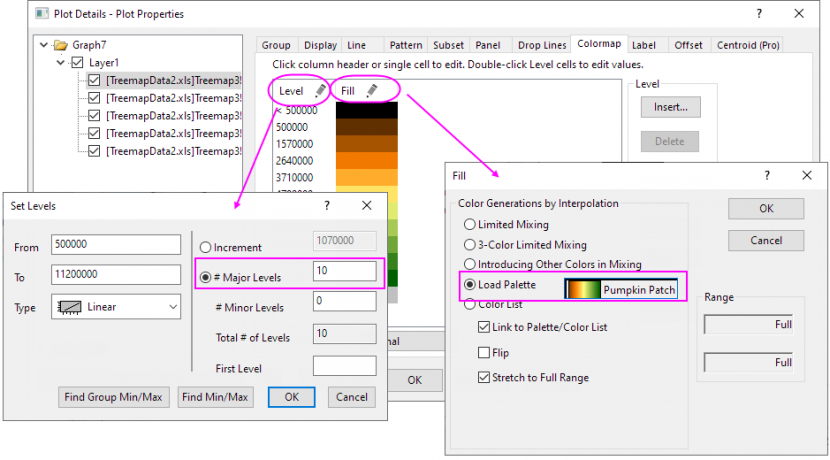 Plot Details - Plot Properties
Graph7
Layer1
[TreemapData2.xls]Treemap3!
[TreemapData2.xls]Treemap3!
[TreemapData2.xls]Treemap3!
[TreemapData2.xls]Treemap3!
[TreemapData2.xls]Treemap3!
Group Display Line Pattern Subset Panel Drop Lines Colormap Label Offset Centroid (Pro)
Click column header or single cell to edit. Double-click Level cells to edit values.
Level Fill
< 500000
500000
1570000
2640000
3710000
Level
Insert...
Delete
OK
Set Levels
From 500000
To 11200000
Type Linear
Increment 1070000
# Major Levels 10
# Minor Levels 0
Total # of Levels 10
First Level
Find Group Min/Max Find Min/Max OK Cancel
Fill
Color Generations by Interpolation
Limited Mixing
3-Color Limited Mixing
Introducing Other Colors in Mixing
Load Palette Pumpkin Patch
Color List
Link to Palette/Color List
Flip
Stretch to Full Range
OK
Cancel
Range
Full
Full